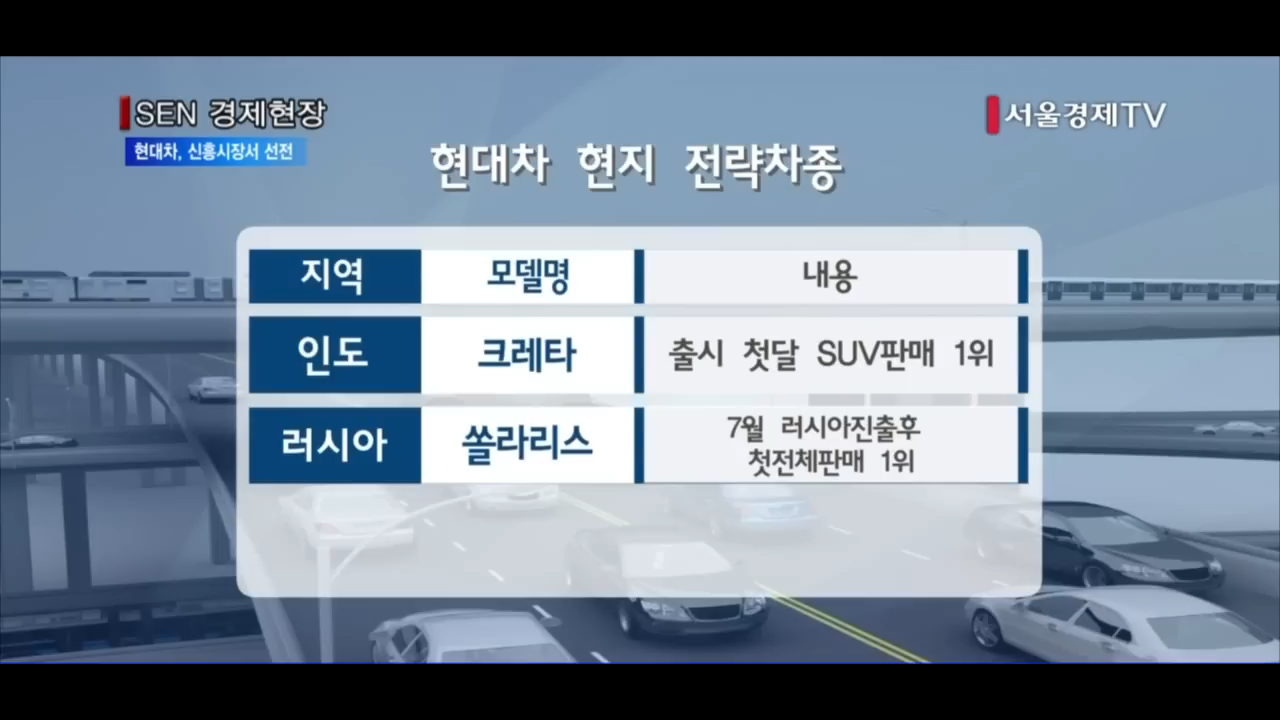 SEN 경제현장
서울경제TV
현대차, 신흥시장서 선전
현대차 현지 전략차종
지역 모델명 내용
인도 크레타 출시 첫달 SUV판매 1위
러시아 쏠라리스 7월 러시아진출후
첫전체판매 1위